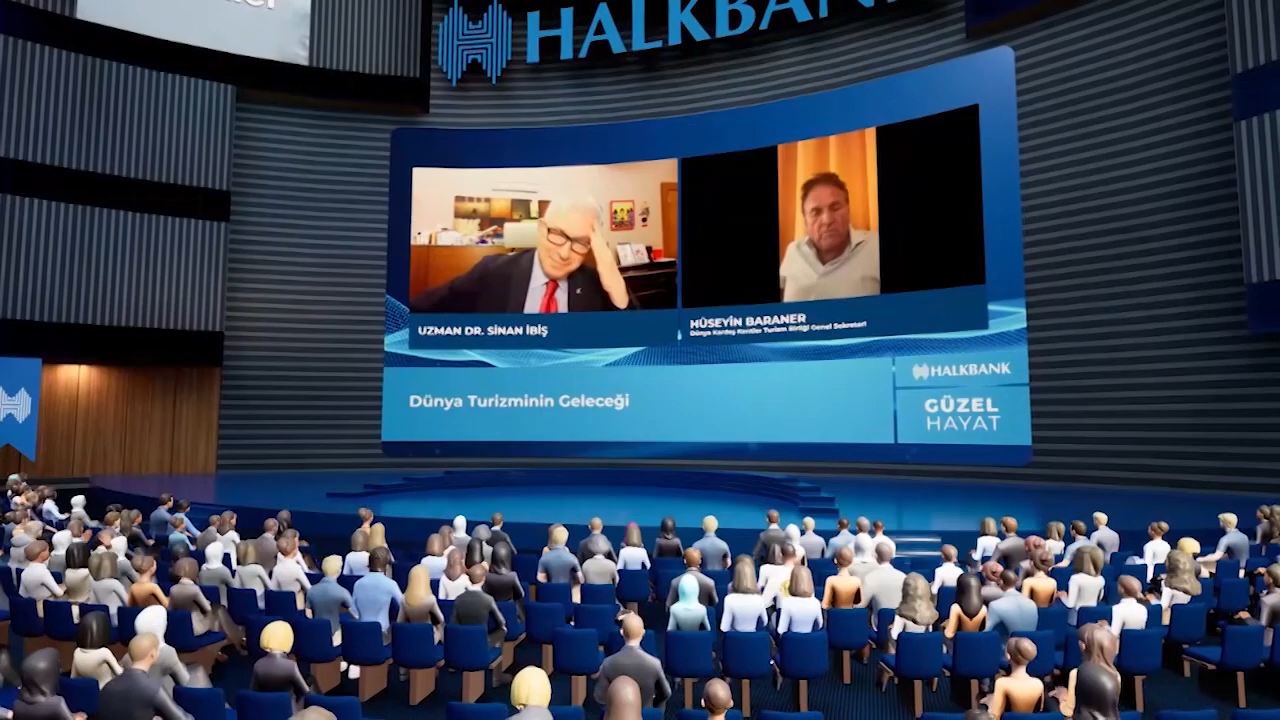 HALKBANK
UZMAN DR. SİNAN İBİŞ
HÜSEYİN BARANER
Dünya Kardeş Kentler Turizm Birliği Genel Sekreteri
HALKBANK
Dünya Turizminin Geleceği
GÜZEL
HAYAT